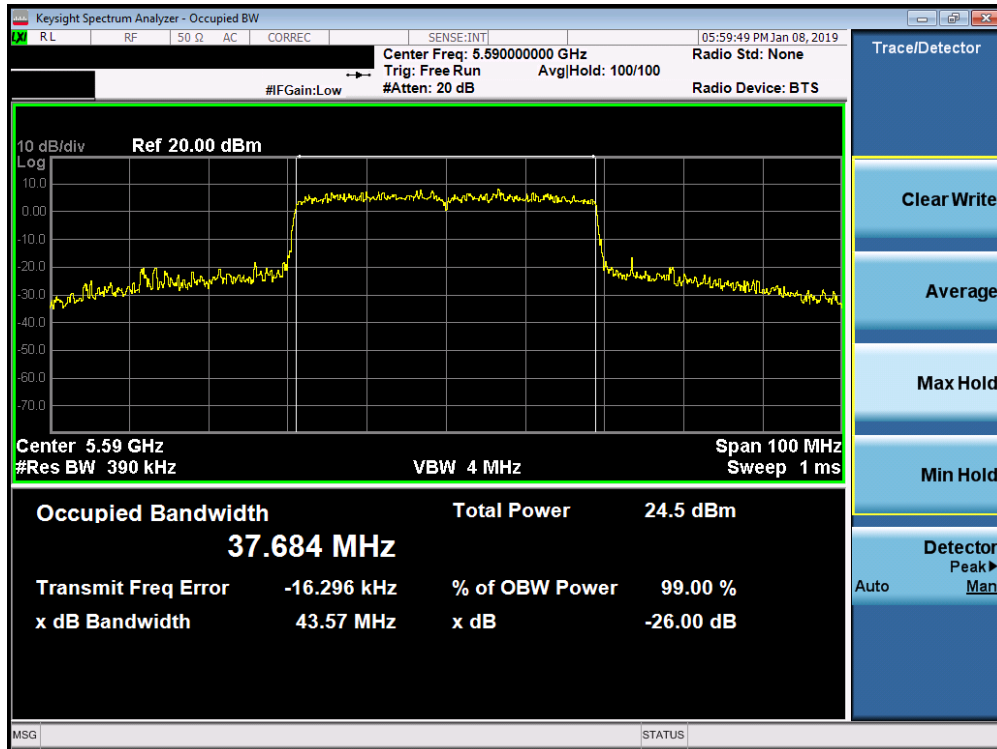 Keysight Spectrum Analyzer - Occupied BW
LXI RL RF 50 Ω AC CORREC SENSE:INT 05:59:49 PM Jan 08, 2019
Center Freq: 5.590000000 GHz Radio Std: None
Trig: Free Run Avg|Hold: 100/100
#IFGain:Low #Atten: 20 dB Radio Device: BTS
10 dB/div Ref 20.00 dBm
Log
10.0
0.00
-10.0
-20.0
-30.0
-40.0
-50.0
-60.0
-70.0
Center 5.59 GHz Span 100 MHz
#Res BW 390 kHz VBW 4 MHz Sweep 1 ms
Occupied Bandwidth Total Power 24.5 dBm
37.684 MHz
Transmit Freq Error -16.296 kHz % of OBW Power 99.00 %
x dB Bandwidth 43.57 MHz x dB -26.00 dB
MSG STATUS
Trace/Detector
Clear Write
Average
Max Hold
Min Hold
Detector
Peak▶
Auto Man